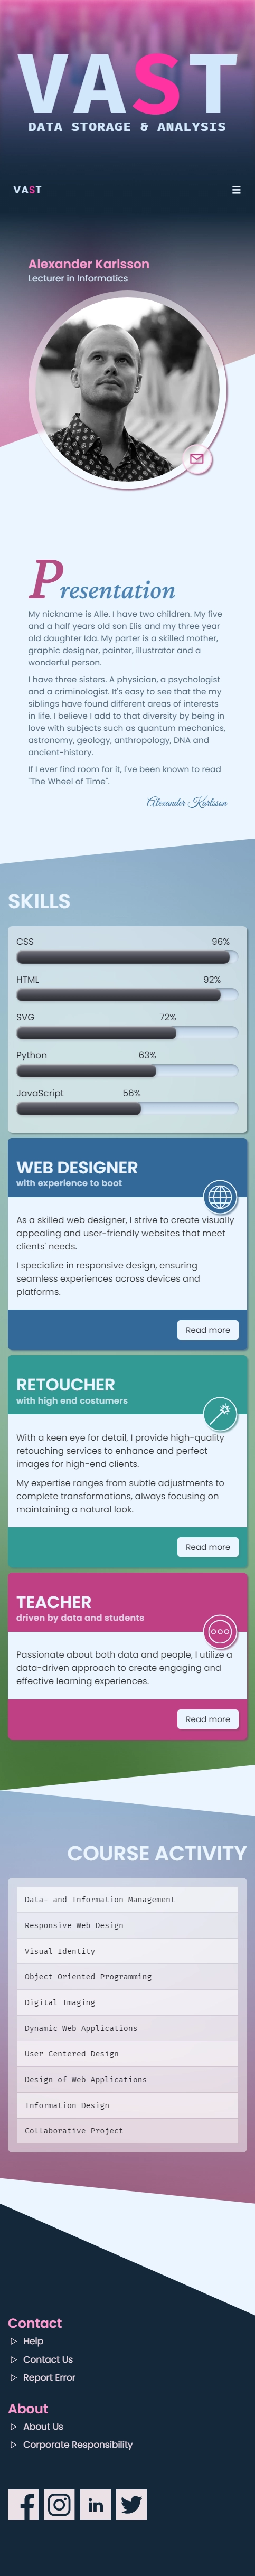 VAST
DATA STORAGE & ANALYSIS
VAST
Alexander Karlsson
Lecturer in Informatics
Presentation
My nickname is Alle. I have two children. My five
and a half years old son Elis and my three year
old daughter Ida. My parter is a skilled mother,
graphic designer, painter, illustrator and a
wonderful person.
I have three sisters. A physician, a psychologist
and a criminologist. It's easy to see that the my
siblings have found different areas of interests
in life. I believe I add to that diversity by being in
love with subjects such as quantum mechanics,
astronomy, geology, anthropology, DNA and
ancient-history.
If I ever find room for it, I've been known to read
"The Wheel of Time".
Alexander Karlsson
SKILLS
CSS 96%
HTML 92%
SVG 72%
Python 63%
JavaScript 56%
WEB DESIGNER
with experience to boot
As a skilled web designer, I strive to create visually
appealing and user-friendly websites that meet
clients' needs.
I specialize in responsive design, ensuring
seamless experiences across devices and
platforms.
Read more
RETOUCHER
with high end costumers
With a keen eye for detail, I provide high-quality
retouching services to enhance and perfect
images for high-end clients.
My expertise ranges from subtle adjustments to
complete transformations, always focusing on
maintaining a natural look.
Read more
TEACHER
driven by data and students
Passionate about both data and people, I utilize a
data-driven approach to create engaging and
effective learning experiences.
Read more
COURSE ACTIVITY
Data- and Information Management
Responsive Web Design
Visual Identity
Object Oriented Programming
Digital Imaging
Dynamic Web Applications
User Centered Design
Design of Web Applications
Information Design
Collaborative Project
Contact
Help
Contact Us
Report Error
About
About Us
Corporate Responsibility